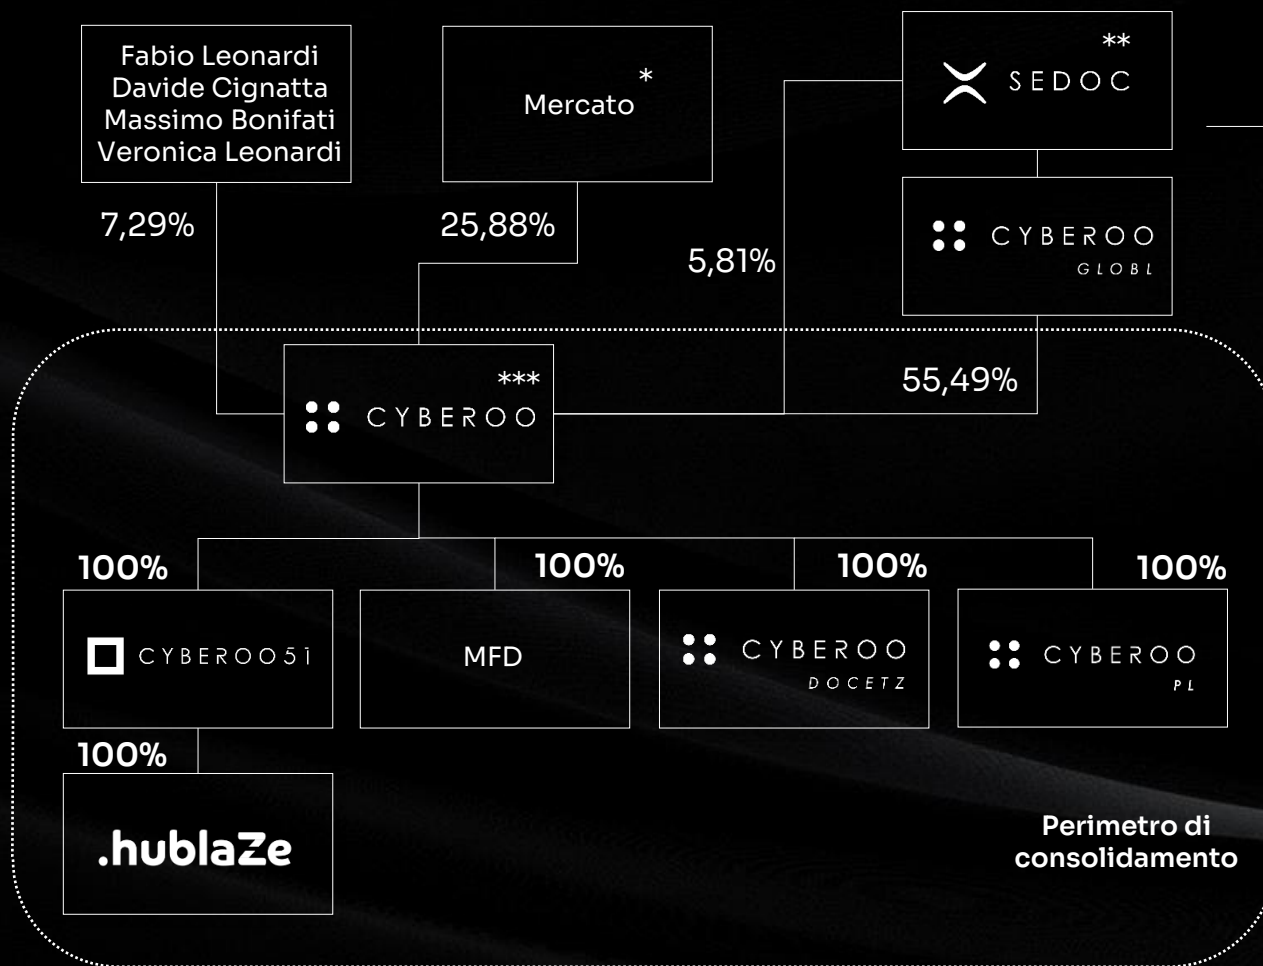 Fabio Leonardi
Davide Cignatta
Massimo Bonifati
Veronica Leonardi
Mercato *
**
SEDOC
CYBEROO
GLOBL
7,29%
25,88%
5,81%
55,49%
***
CYBEROO
100%
100%
100%
100%
CYBEROO51
MFD
CYBEROO
DOCETZ
CYBEROO
PL
100%
.hublaze
Perimetro di
consolidamento